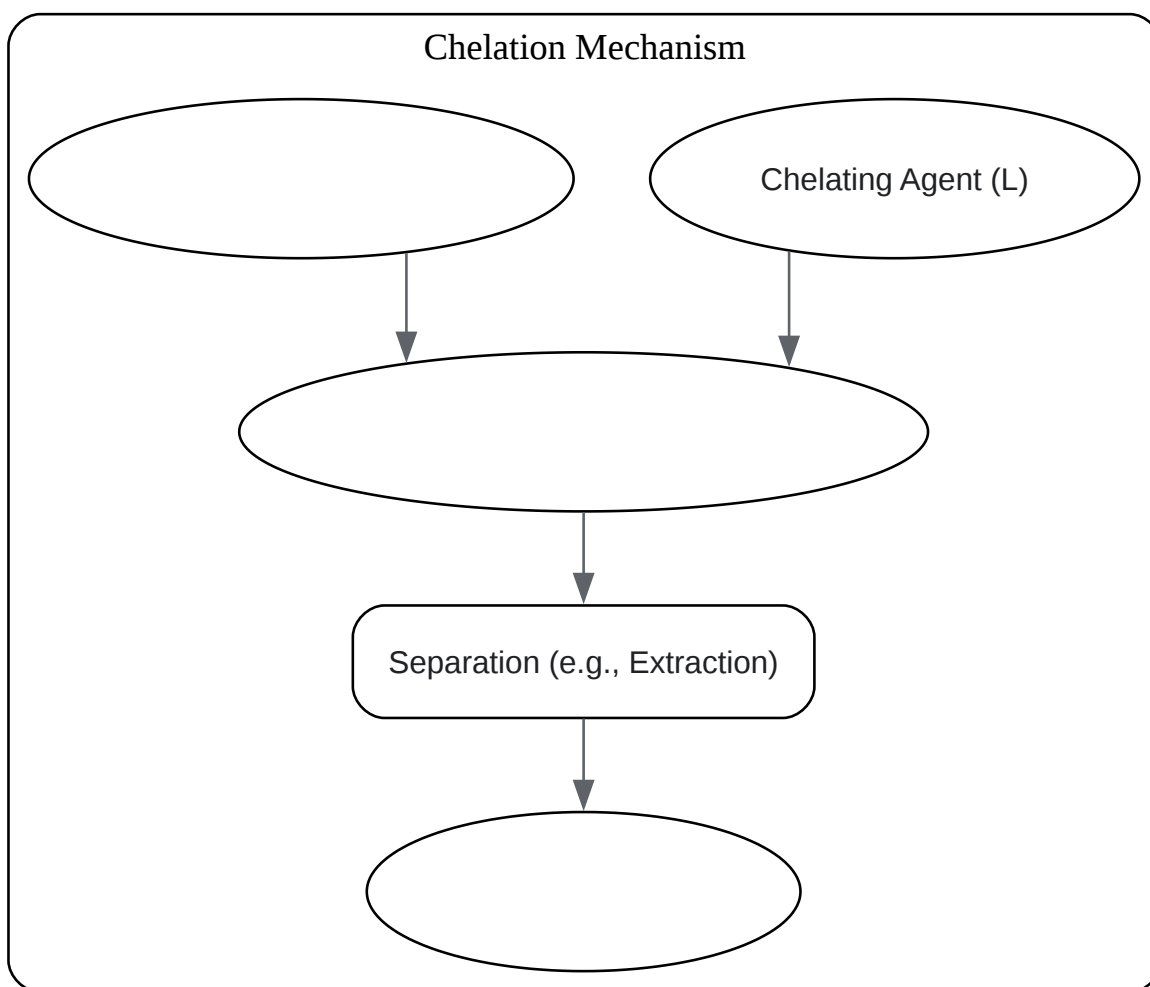 Chelation Mechanism
Chelating Agent (L)
Separation (e.g., Extraction)